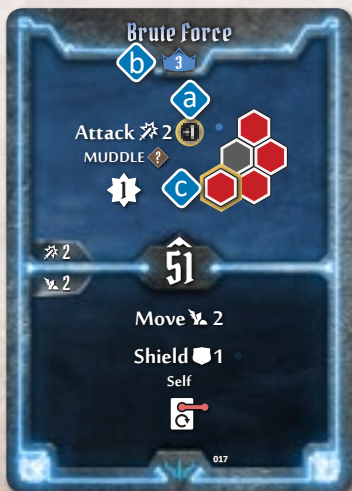 Brute Force
b
3
a
Attack 2
MUDDLE ?
1
c
2
51
2
Move 2
Shield 1
Self
017